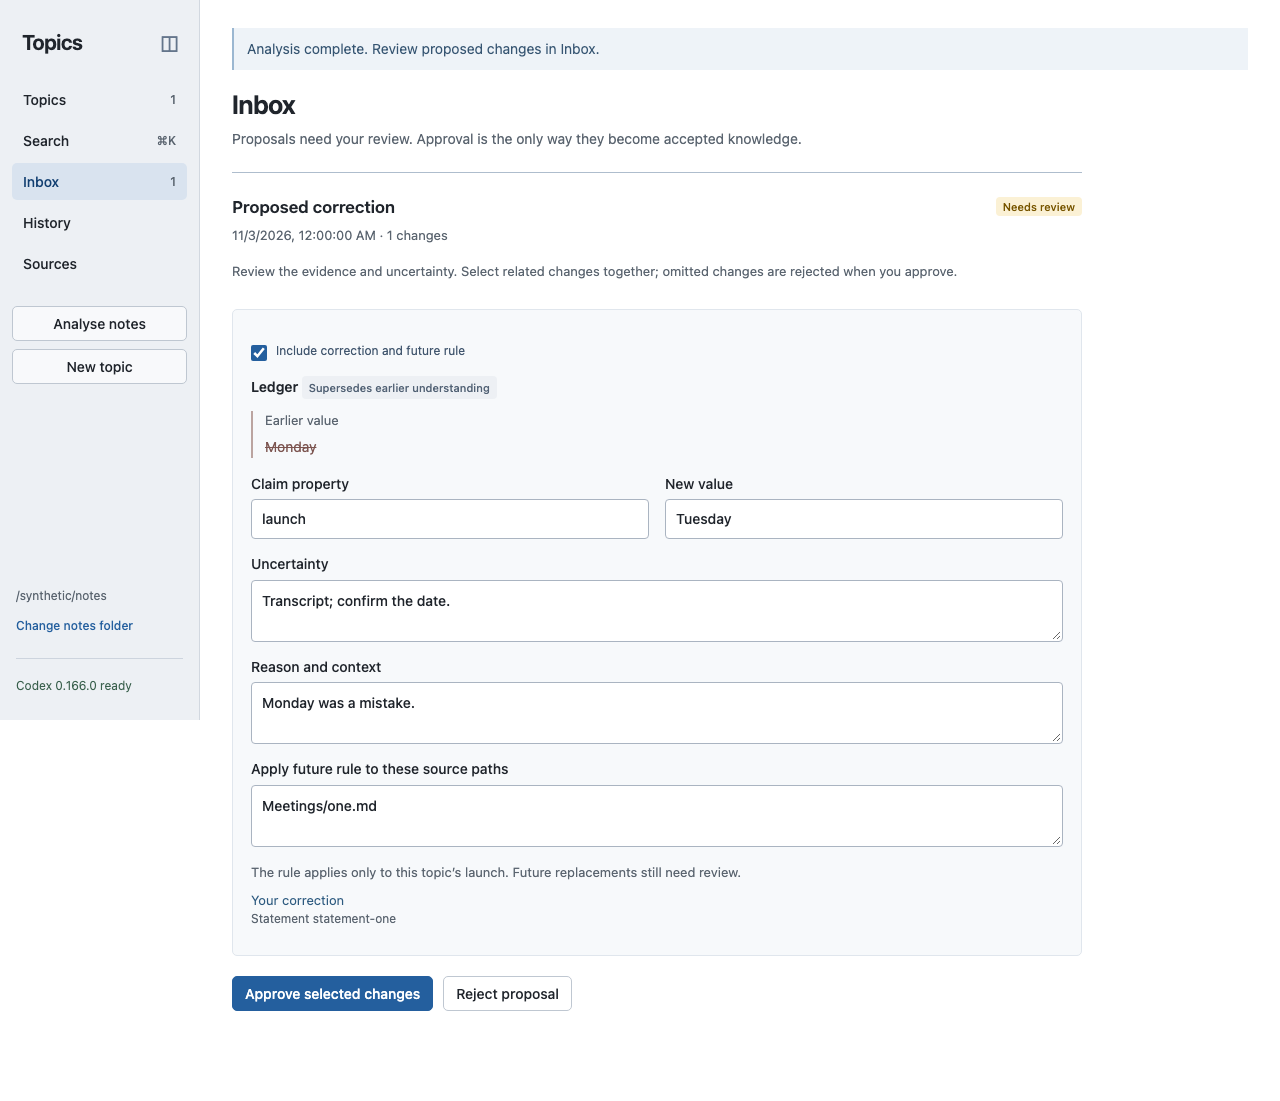 Topics
Topics 1
Search ⌘K
Inbox 1
History
Sources
Analyse notes
New topic
/synthetic/notes
Change notes folder
Codex 0.166.0 ready
Analysis complete. Review proposed changes in Inbox.
Inbox
Proposals need your review. Approval is the only way they become accepted knowledge.
Proposed correction
Needs review
11/3/2026, 12:00:00 AM · 1 changes
Review the evidence and uncertainty. Select related changes together; omitted changes are rejected when you approve.
Include correction and future rule
Ledger Supersedes earlier understanding
Earlier value
Monday
Claim property
launch
New value
Tuesday
Uncertainty
Transcript; confirm the date.
Reason and context
Monday was a mistake.
Apply future rule to these source paths
Meetings/one.md
The rule applies only to this topic’s launch. Future replacements still need review.
Your correction
Statement statement-one
Approve selected changes
Reject proposal